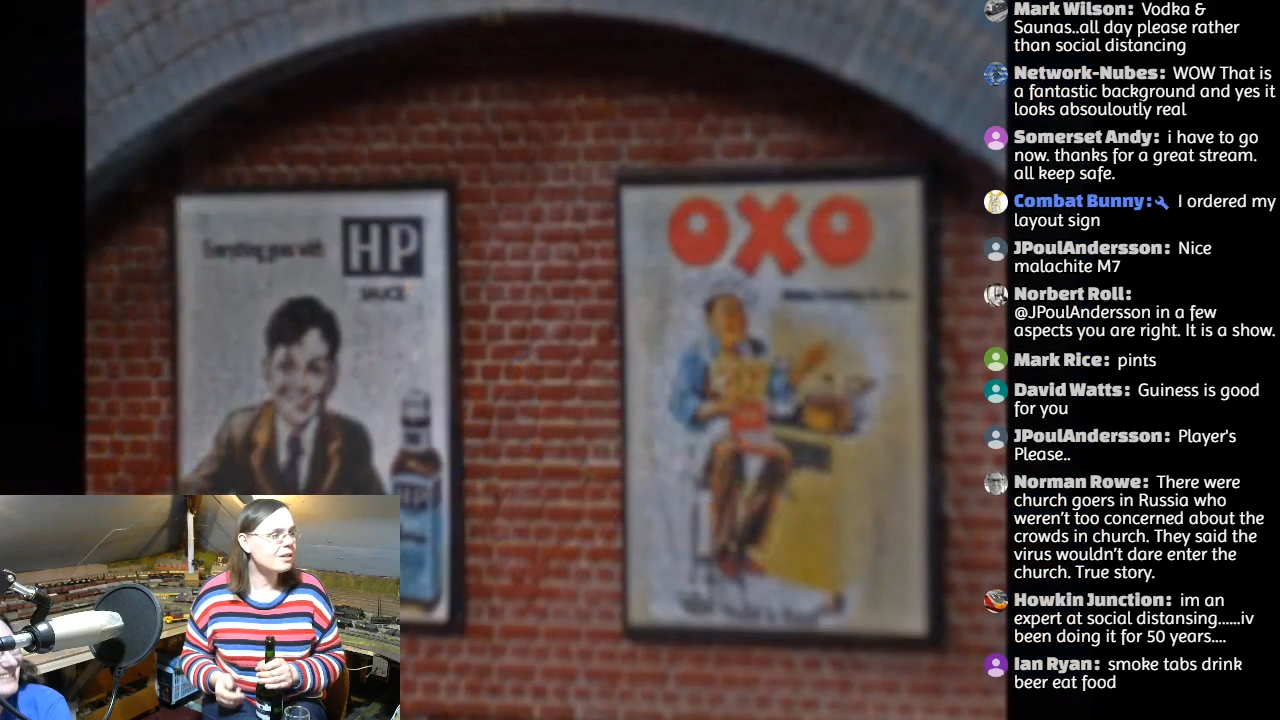 Everything goes with
HP
SAUCE
OXO
Mark Wilson: Vodka &
Saunas..all day please rather
than social distancing
Network-Nubes: WOW That is
a fantastic background and yes it
looks absouloutly real
Somerset Andy: i have to go
now. thanks for a great stream.
all keep safe.
Combat Bunny: I ordered my
layout sign
JPoulAndersson: Nice
malachite M7
Norbert Roll:
@JPoulAndersson in a few
aspects you are right. It is a show.
Mark Rice: pints
David Watts: Guiness is good
for you
JPoulAndersson: Player's
Please..
Norman Rowe: There were
church goers in Russia who
weren't too concerned about the
crowds in church. They said the
virus wouldn't dare enter the
church. True story.
Howkin Junction: im an
expert at social distansing......iv
been doing it for 50 years....
Ian Ryan: smoke tabs drink
beer eat food